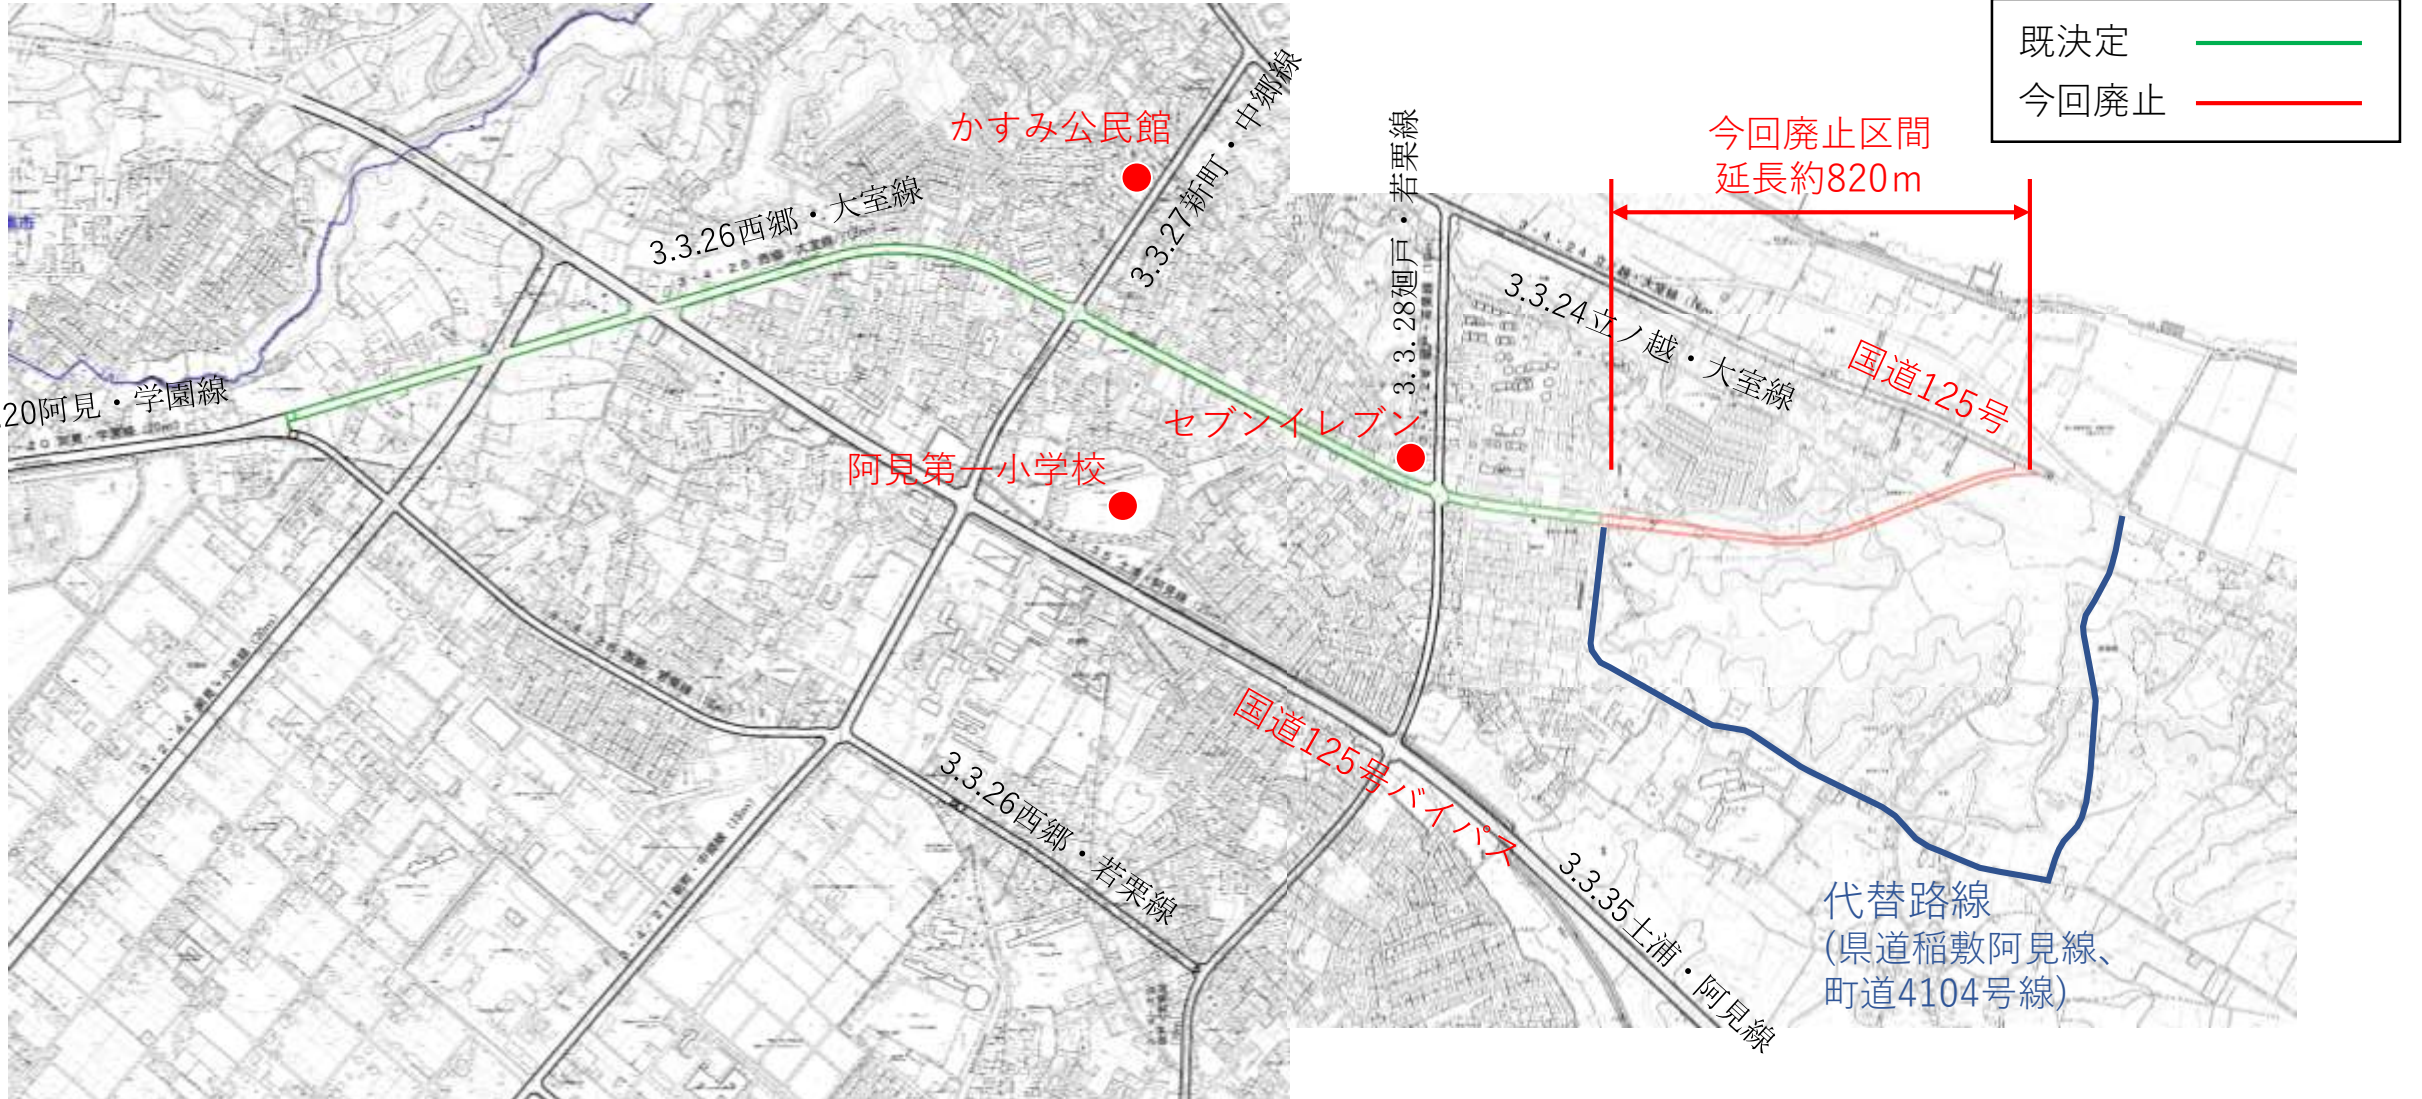 既決定
今回廃止
今回廃止区間
延長約820m
かすみ公民館
3.3.27新町・中郷線
3.3.26西郷・大室線
3.3.28廻戸・若栗線
3.3.24立ノ越・大室線
国道125号
20阿見・学園線
セブンイレブン
阿見第一小学校
国道125号バイパス
3.3.26西郷・若栗線
3.3.35土浦・阿見線
代替路線
(県道稲敷阿見線、
町道4104号線)